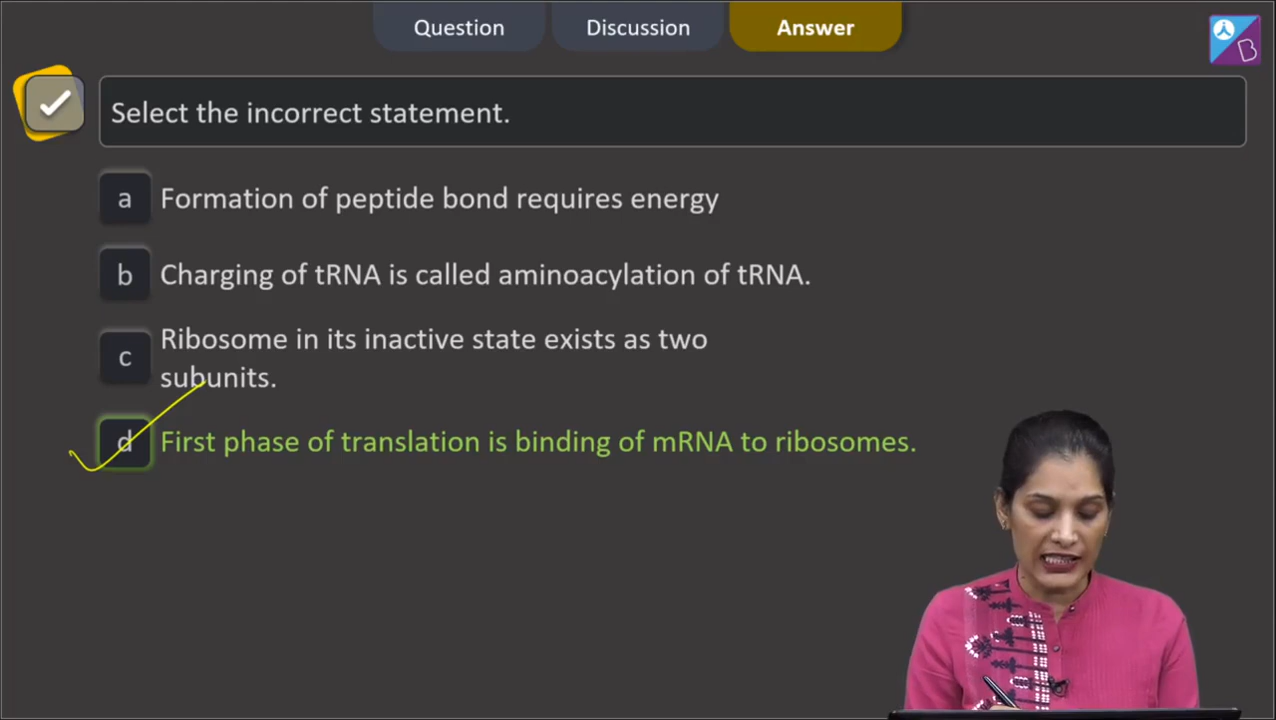 Question Discussion Answer
Select the incorrect statement.
a Formation of peptide bond requires energy
b Charging of tRNA is called aminoacylation of tRNA.
c Ribosome in its inactive state exists as two
subunits.
d First phase of translation is binding of mRNA to ribosomes.
B